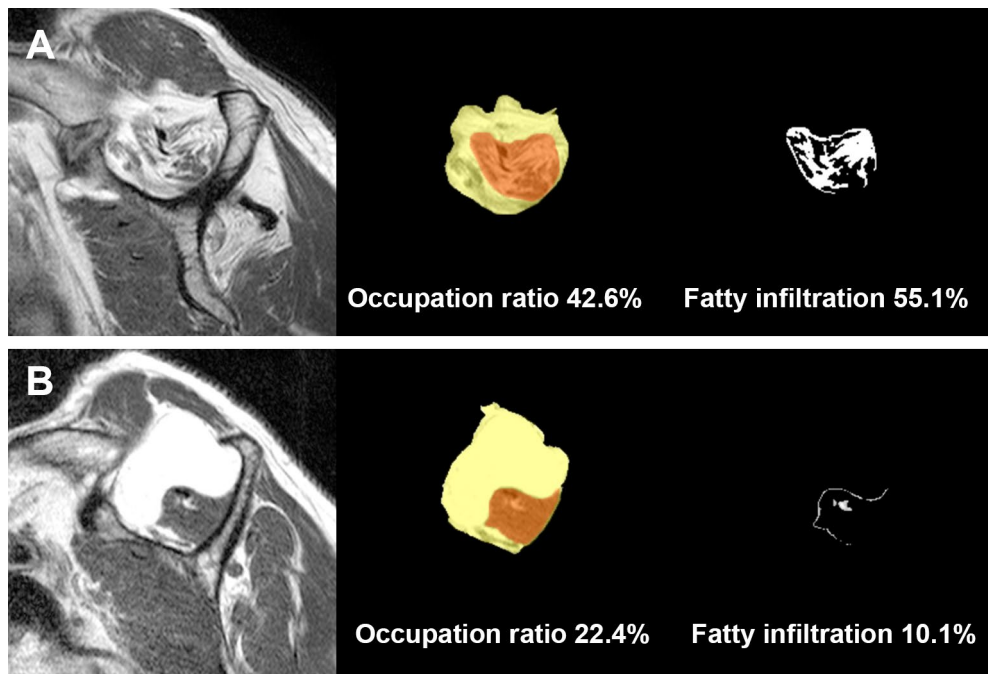 A
Occupation ratio 42.6%
Fatty infiltration 55.1%
B
Occupation ratio 22.4%
Fatty infiltration 10.1%